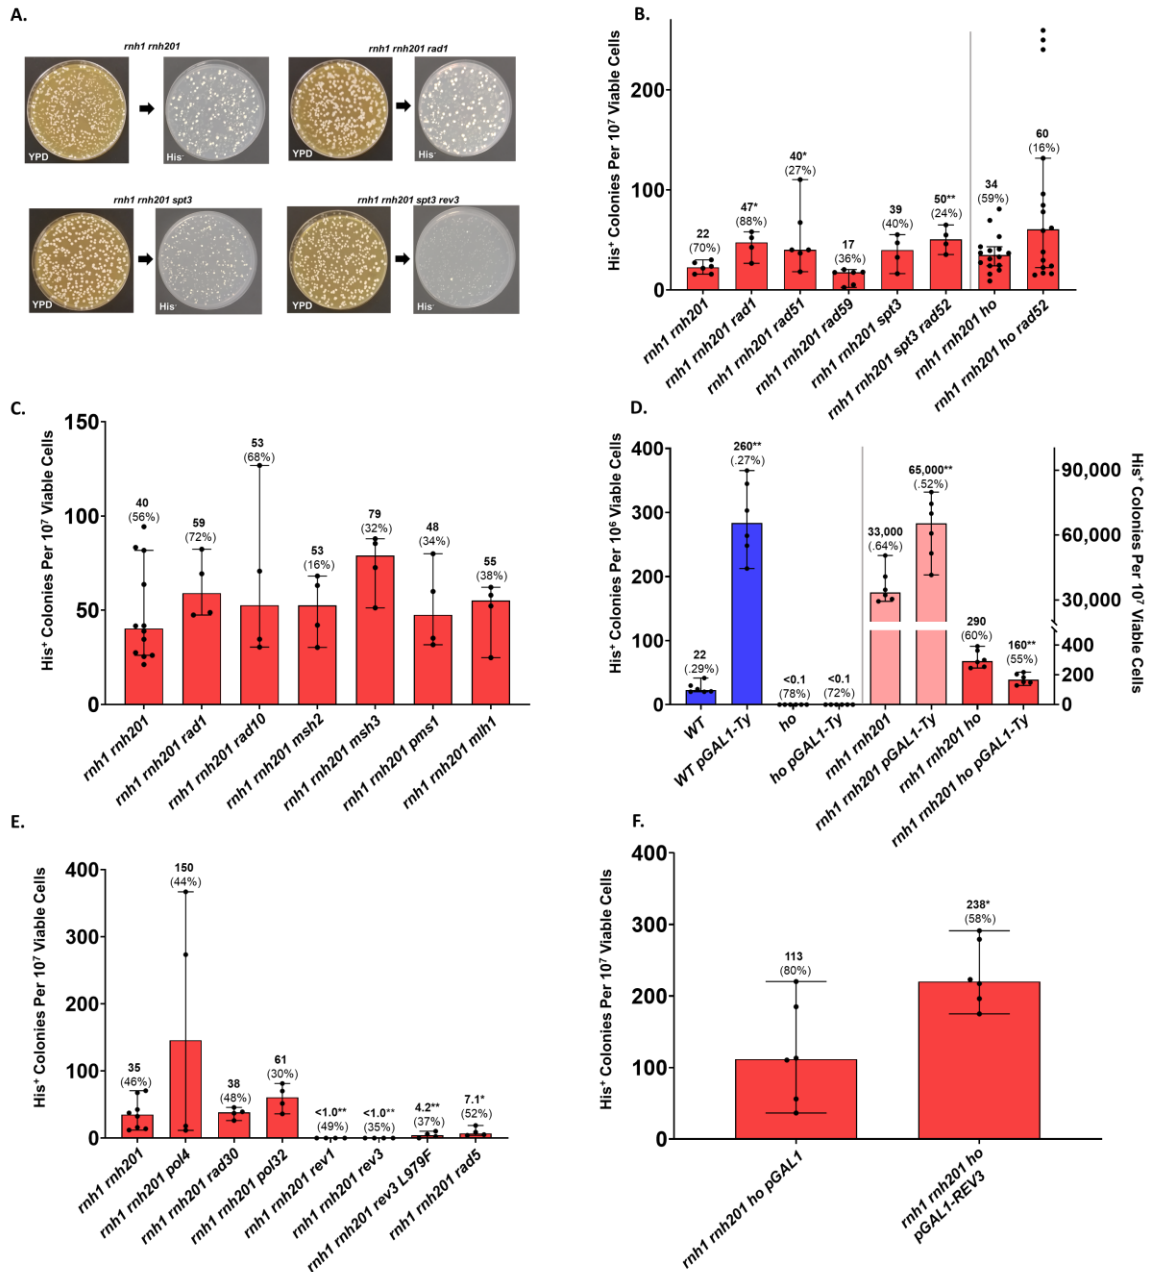 A.
rnh1 rnh201
rnh1 rnh201 rad1
YPD
His⁻
YPD
His⁻
rnh1 rnh201 spt3
rnh1 rnh201 spt3 rev3
YPD
His⁻
YPD
His⁻
B.
His⁺ Colonies Per 10⁷ Viable Cells
200
100
0
22
(70%)
47*
(88%)
40*
(27%)
17
(36%)
39
(40%)
50**
(24%)
34
(59%)
60
(16%)
rnh1 rnh201
rnh1 rnh201 rad1
rnh1 rnh201 rad51
rnh1 rnh201 rad59
rnh1 rnh201 spt3
rnh1 rnh201 spt3 rad52
rnh1 rnh201 ho
rnh1 rnh201 ho rad52
C.
His⁺ Colonies Per 10⁷ Viable Cells
150
100
50
0
40
(56%)
59
(72%)
53
(68%)
53
(16%)
79
(32%)
48
(34%)
55
(38%)
rnh1 rnh201
rnh1 rnh201 rad1
rnh1 rnh201 rad10
rnh1 rnh201 msh2
rnh1 rnh201 msh3
rnh1 rnh201 pms1
rnh1 rnh201 mlh1
D.
His⁺ Colonies Per 10⁶ Viable Cells
400
300
200
100
0
22
(.29%)
260**
(.27%)
<0.1
(78%)
<0.1
(72%)
33,000
(.64%)
65,000**
(.52%)
290
(60%)
160**
(55%)
90,000
60,000
30,000
400
200
0
His⁺ Colonies Per 10⁷ Viable Cells
WT
WT pGAL1-Ty
ho
ho pGAL1-Ty
rnh1 rnh201
rnh1 rnh201 pGAL1-Ty
rnh1 rnh201 ho
rnh1 rnh201 ho pGAL1-Ty
E.
His⁺ Colonies Per 10⁷ Viable Cells
400
300
200
100
0
35
(46%)
150
(44%)
38
(48%)
61
(30%)
<1.0**
(49%)
<1.0**
(35%)
4.2**
(37%)
7.1*
(52%)
rnh1 rnh201
rnh1 rnh201 pol4
rnh1 rnh201 rad30
rnh1 rnh201 pol32
rnh1 rnh201 rev1
rnh1 rnh201 rev3
rnh1 rnh201 rev3 L979F
rnh1 rnh201 rad5
F.
His⁺ Colonies Per 10⁷ Viable Cells
400
300
200
100
0
113
(80%)
238*
(58%)
rnh1 rnh201 ho pGAL1
rnh1 rnh201 ho
pGAL1-REV3